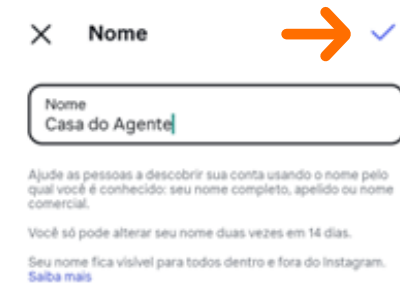 Nome
Nome
Casa do Agente
Ajude as pessoas a descobrir sua conta usando o nome pelo
qual você é conhecido: seu nome completo, apelido ou nome
comercial.
Você só pode alterar seu nome duas vezes em 14 dias.
Seu nome fica visível para todos dentro e fora do Instagram.
Saiba mais